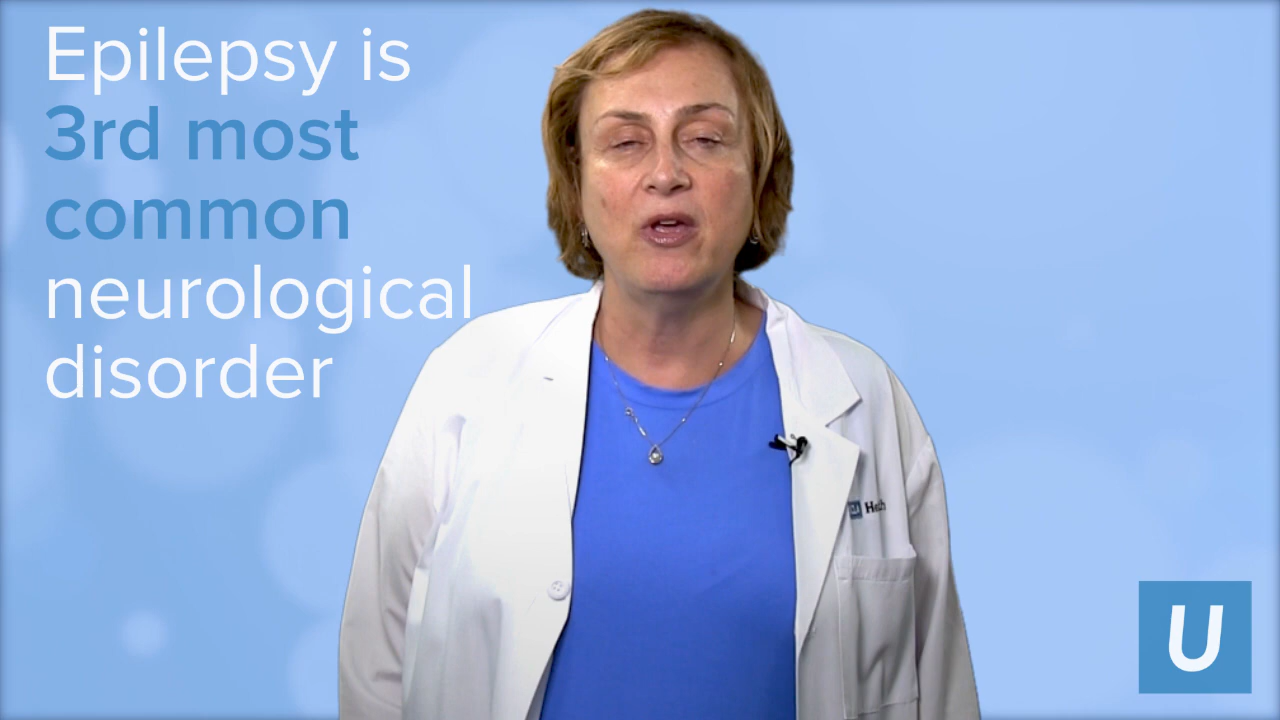 Epilepsy is
3rd most
common
neurological
disorder
U